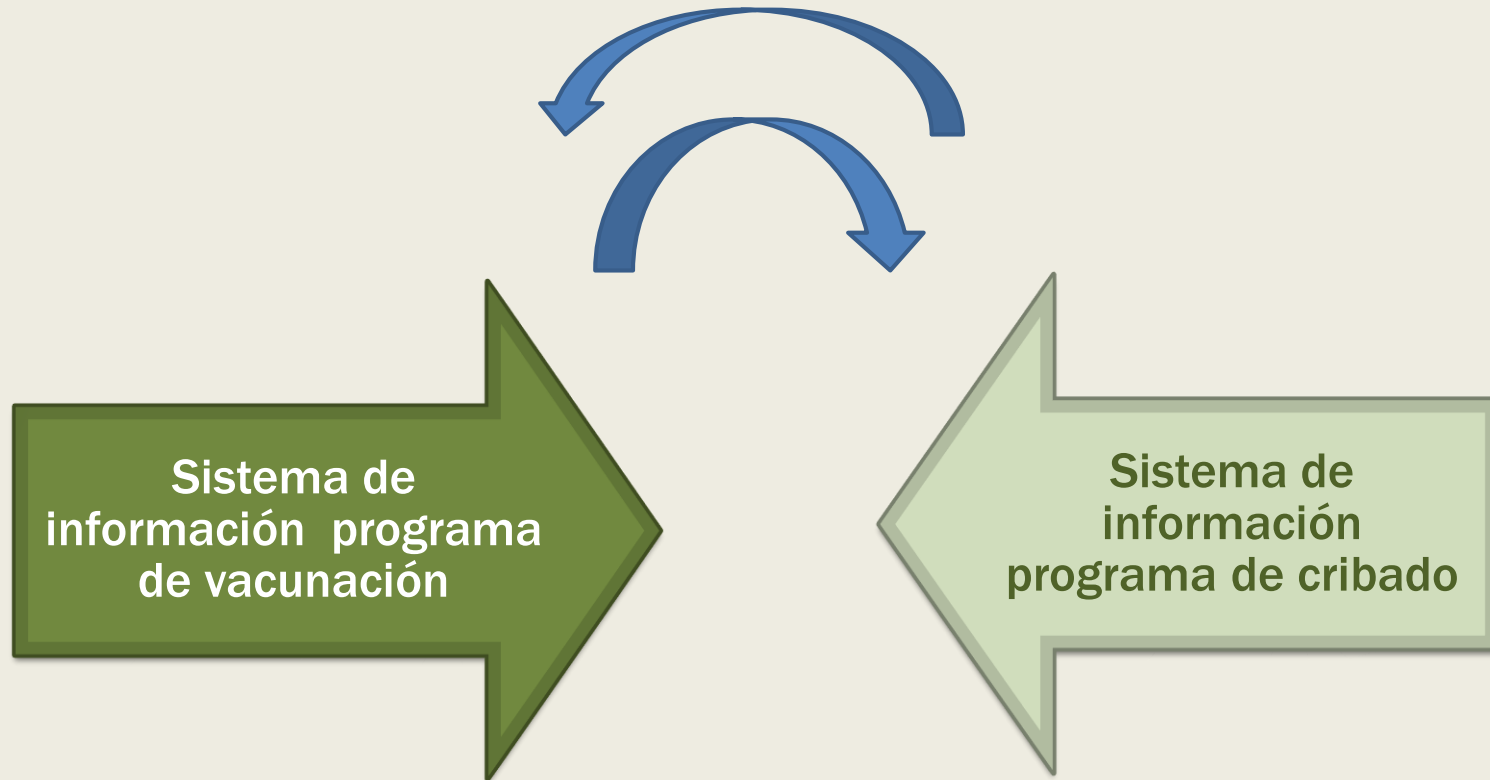 Sistema de
información  programa
de vacunación
Sistema de
información
programa de cribado